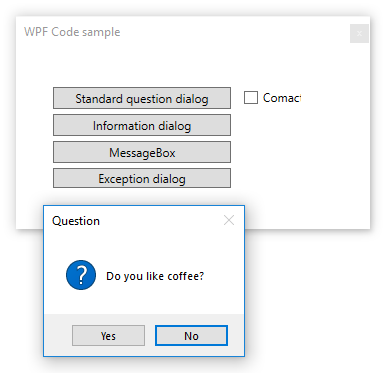 WPF Code sample
Standard question dialog
Comact
Information dialog
MessageBox
Exception dialog
Question
Do you like coffee?
Yes
No